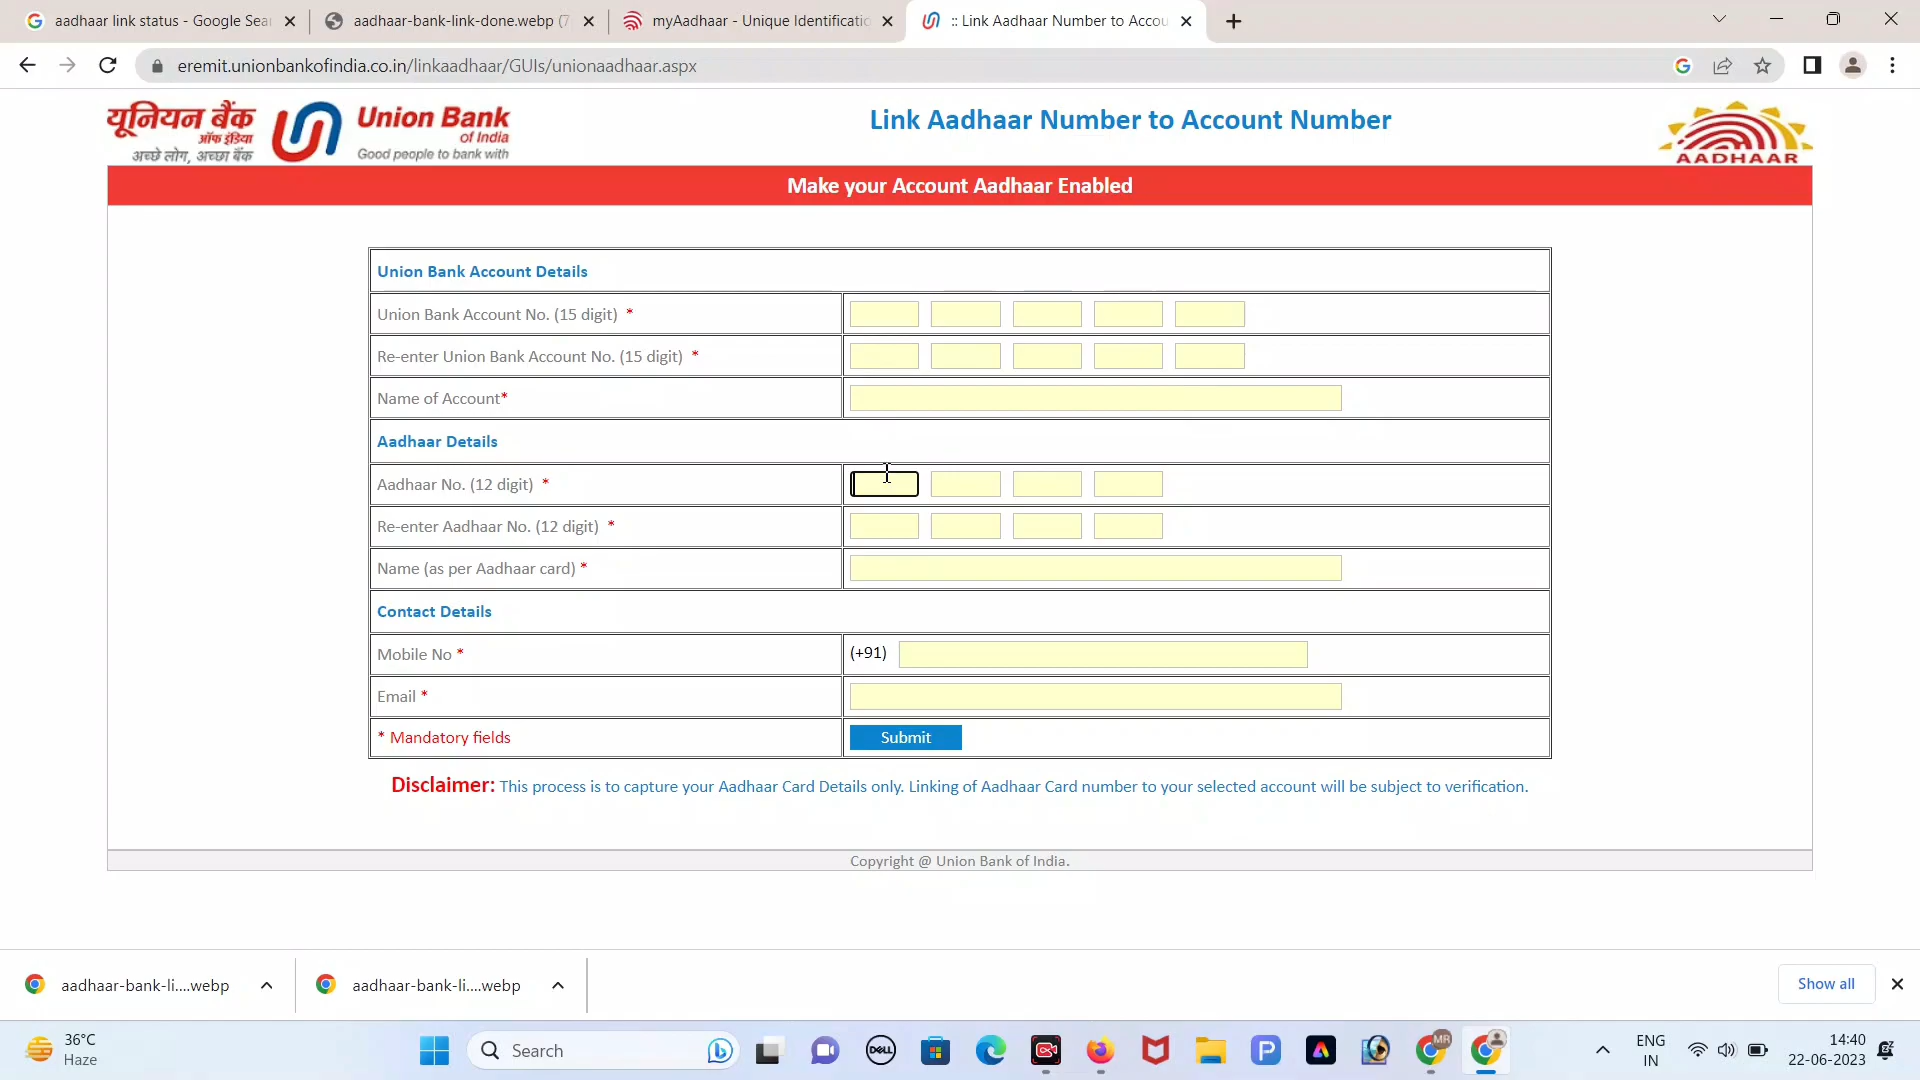 aadhaar link status - Google Sea
aadhaar-bank-link-done.webp (7
myAadhaar - Unique Identificatio
:: Link Aadhaar Number to Accou
eremit.unionbankofindia.co.in/linkaadhaar/GUIs/unionaadhaar.aspx
यूनियन बैंक
ऑफ इंडिया
अच्छे लोग, अच्छा बैंक
Union Bank
of India
Good people to bank with
Link Aadhaar Number to Account Number
AADHAAR
Make your Account Aadhaar Enabled
Union Bank Account Details
Union Bank Account No. (15 digit) *
Re-enter Union Bank Account No. (15 digit) *
Name of Account*
Aadhaar Details
Aadhaar No. (12 digit) *
Re-enter Aadhaar No. (12 digit) *
Name (as per Aadhaar card) *
Contact Details
Mobile No * (+91)
Email *
* Mandatory fields Submit
Disclaimer: This process is to capture your Aadhaar Card Details only. Linking of Aadhaar Card number to your selected account will be subject to verification.
Copyright @ Union Bank of India.
aadhaar-bank-li....webp
aadhaar-bank-li....webp
Show all
36°C
Haze
Search
DELL
MR
ENG
IN
14:40
22-06-2023